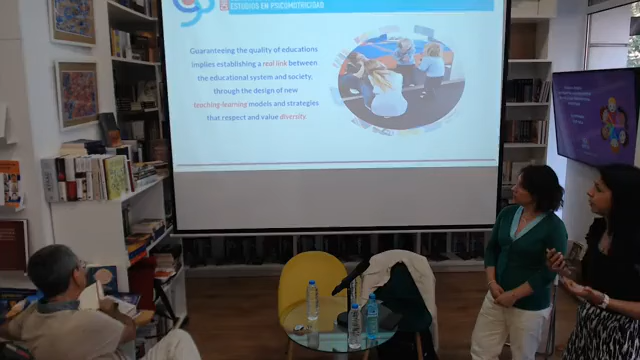 ESTUDIOS EN PSICOMOTRICIDAD
Guaranteeing the quality of educations
implies establishing a real link between
the educational system and society,
through the design of new
teaching-learning models and strategies
that respect and value diversity